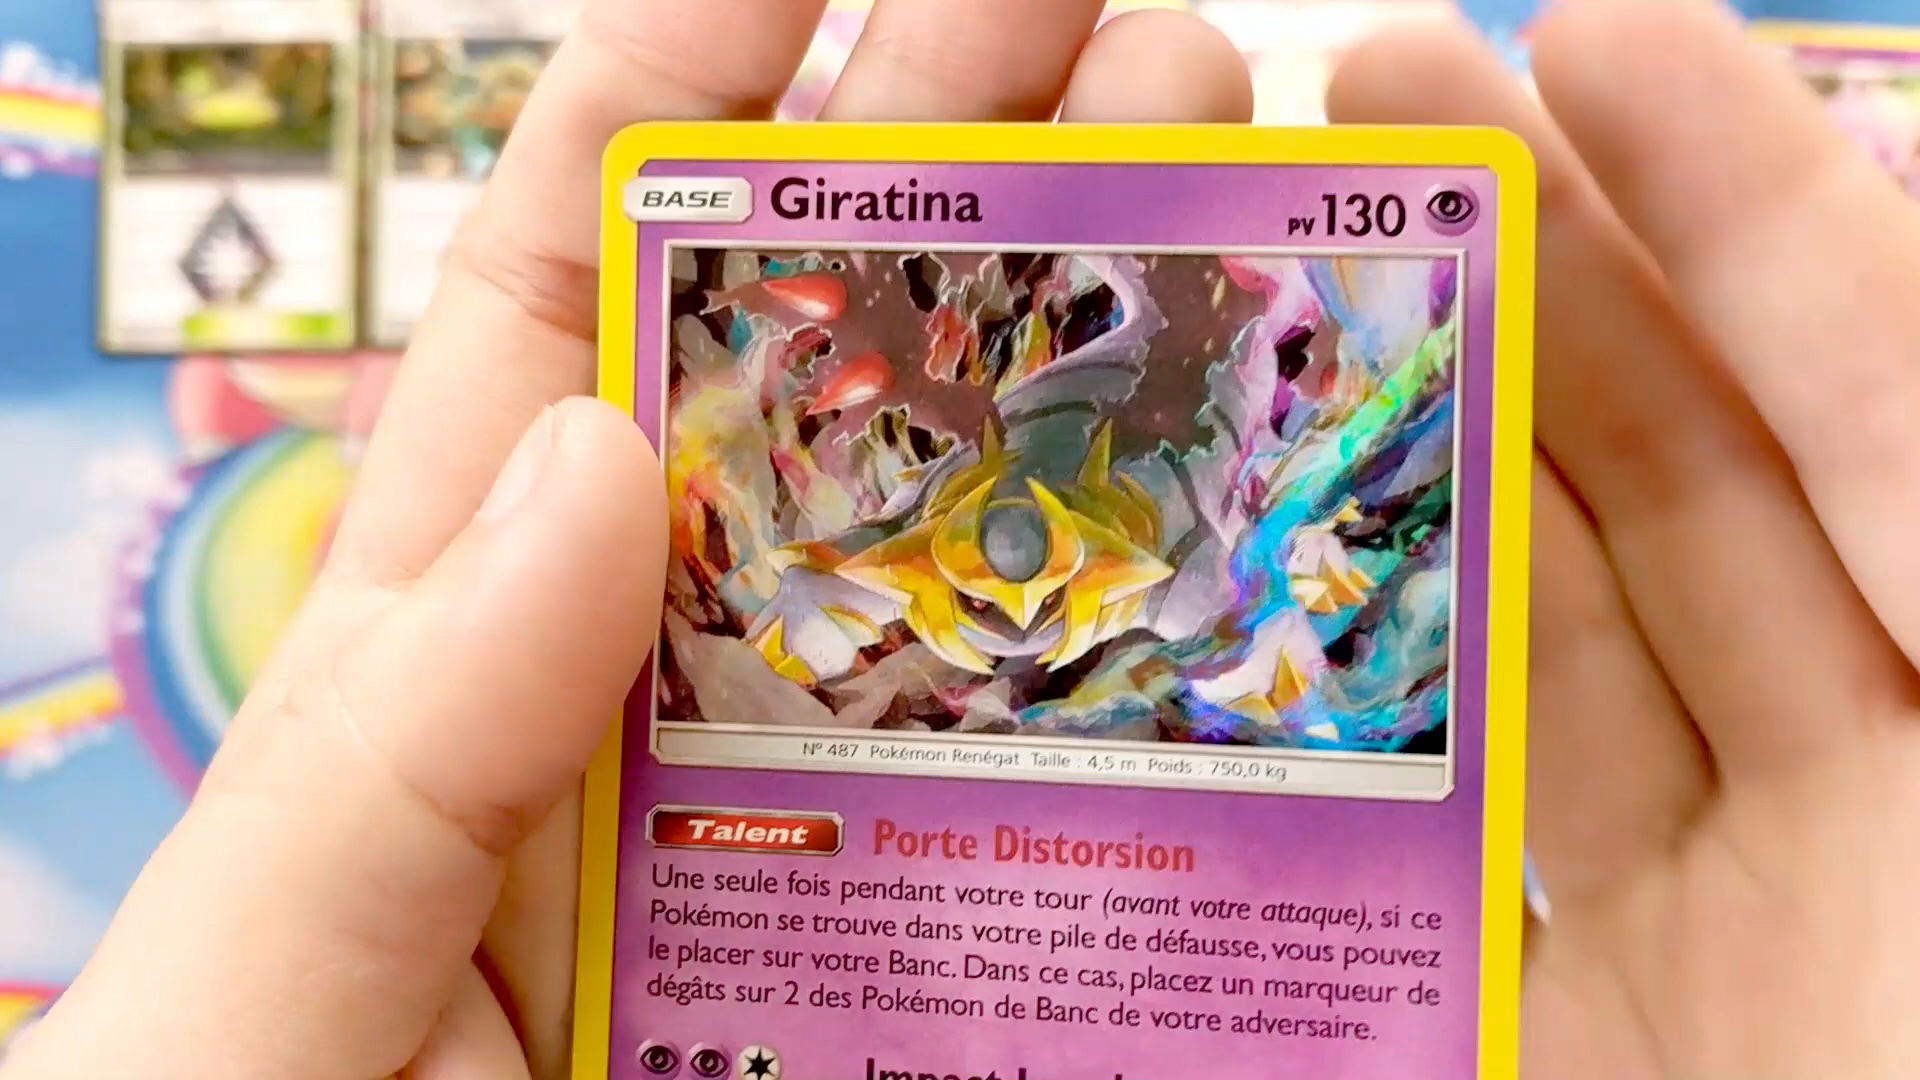 BASE Giratina PV 130
Nº 487 Pokémon Renégat Taille : 4,5 m Poids : 750,0 kg
Talent Porte Distorsion
Une seule fois pendant votre tour (avant votre attaque), si ce
Pokémon se trouve dans votre pile de défausse, vous pouvez
le placer sur votre Banc. Dans ce cas, placez un marqueur de
dégâts sur 2 des Pokémon de Banc de votre adversaire.